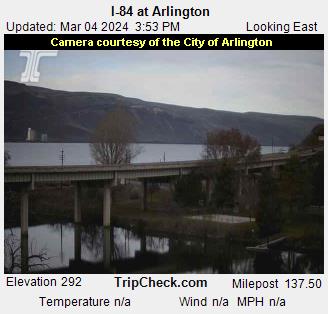 I-84 at Arlington
Updated: Mar 04 2024 3:53 PM Looking East
Camera courtesy of the City of Arlington
Elevation 292 TripCheck.com Milepost 137.50
Temperature n/a Wind n/a MPH n/a